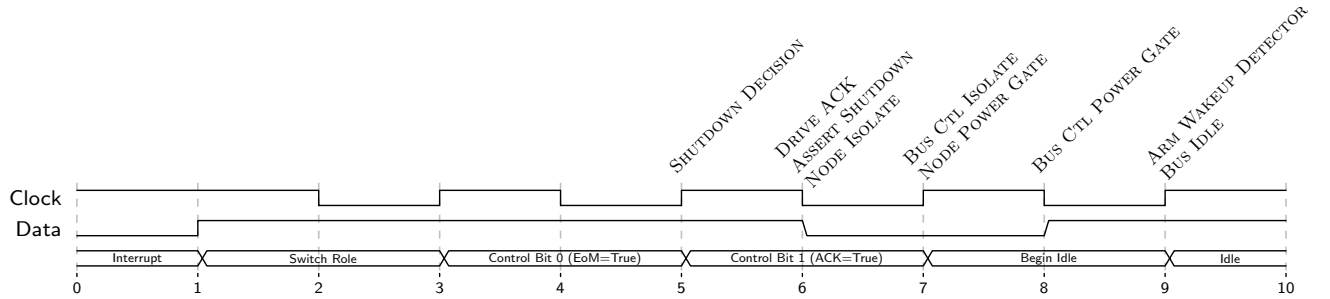 SHUTDOWN DECISION
DRIVE ACK
ASSERT SHUTDOWN
NODE ISOLATE
BUS CTL ISOLATE
NODE POWER GATE
BUS CTL POWER GATE
ARM WAKEUP DETECTOR
BUS IDLE
Clock
Data
Interrupt Switch Role Control Bit 0 (EoM=True) Control Bit 1 (ACK=True) Begin Idle Idle
0 1 2 3 4 5 6 7 8 9 10